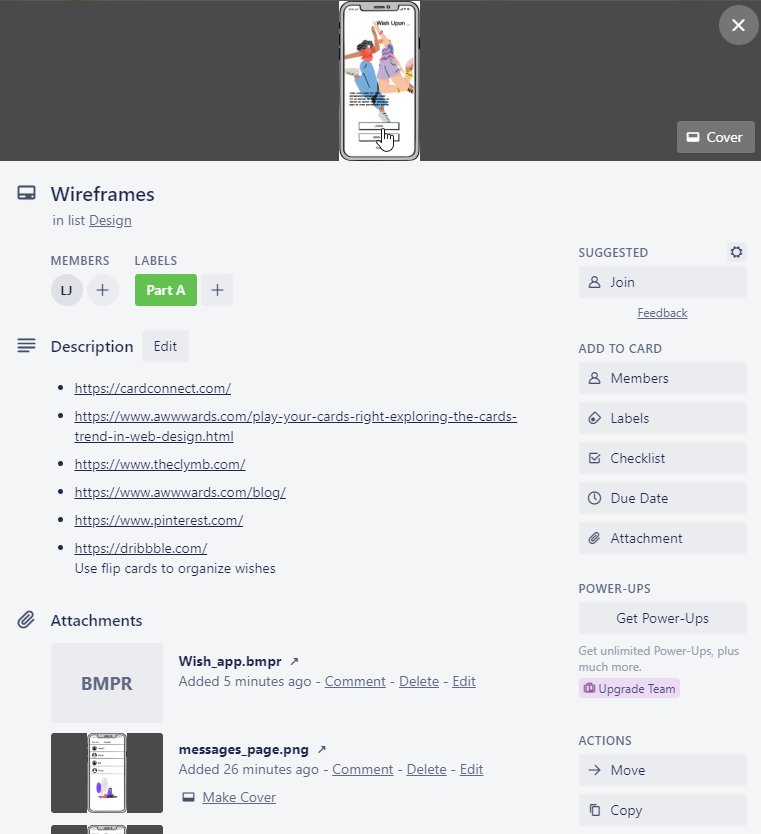 Wish Upon ..
Cover
Wireframes
in list Design
MEMBERS
LABELS
LJ
Part A
Description
Edit
https://cardconnect.com/
https://www.awwwards.com/play-your-cards-right-exploring-the-cards-
trend-in-web-design.html
https://www.theclymb.com/
https://www.awwwards.com/blog/
https://www.pinterest.com/
https://dribbble.com/
Use flip cards to organize wishes
Attachments
BMPR
Wish_app.bmpr ↗
Added 5 minutes ago - Comment - Delete - Edit
messages_page.png ↗
Added 26 minutes ago - Comment - Delete - Edit
Make Cover
SUGGESTED
Join
Feedback
ADD TO CARD
Members
Labels
Checklist
Due Date
Attachment
POWER-UPS
Get Power-Ups
Get unlimited Power-Ups, plus
much more.
Upgrade Team
ACTIONS
Move
Copy